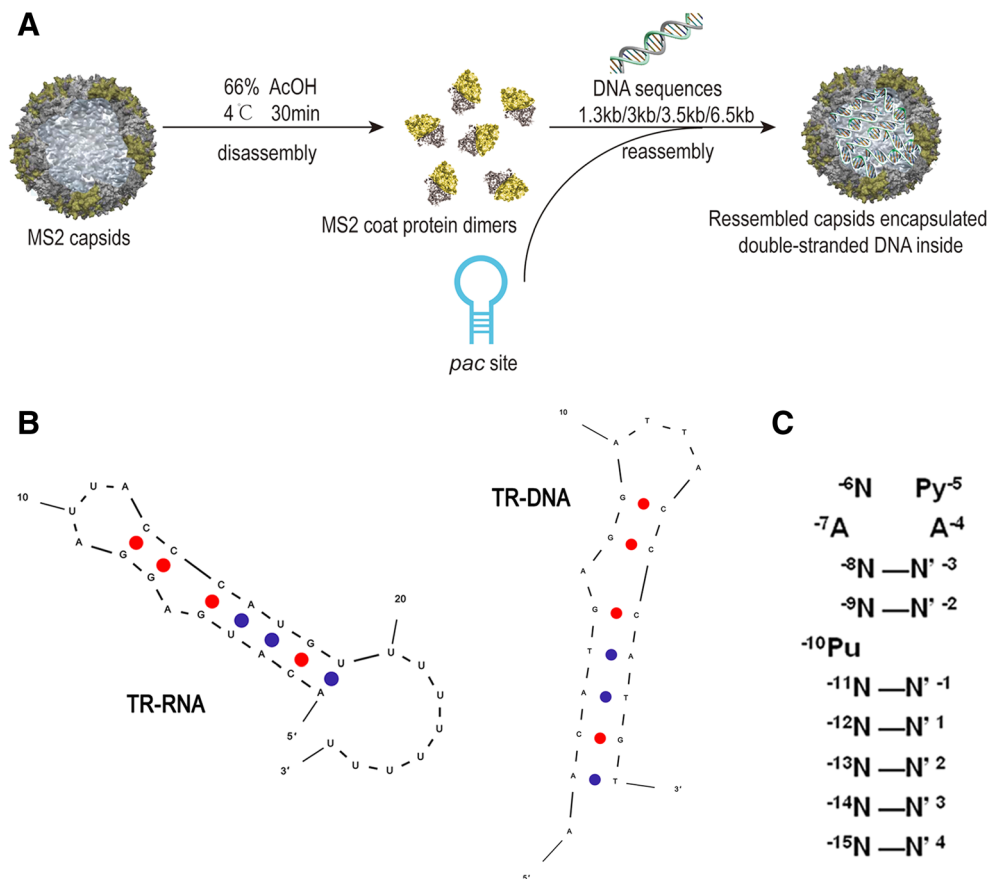 A
66% AcOH
4℃ 30min
disassembly
DNA sequences
1.3kb/3kb/3.5kb/6.5kb
reassembly
MS2 capsids
MS2 coat protein dimers
Ressembled capsids encapsulated
double-stranded DNA inside
pac site
B
TR-RNA
5'
A C A U G A G G A U U A C C C A U G U U U U U U U U U
10
20
3'
TR-DNA
5'
A A C A T G A G G A T T A C C C A T G T
10
3'
C
-6N Py-5
-7A A-4
-8N — N' -3
-9N — N' -2
-10Pu
-11N — N' -1
-12N — N' 1
-13N — N' 2
-14N — N' 3
-15N — N' 4